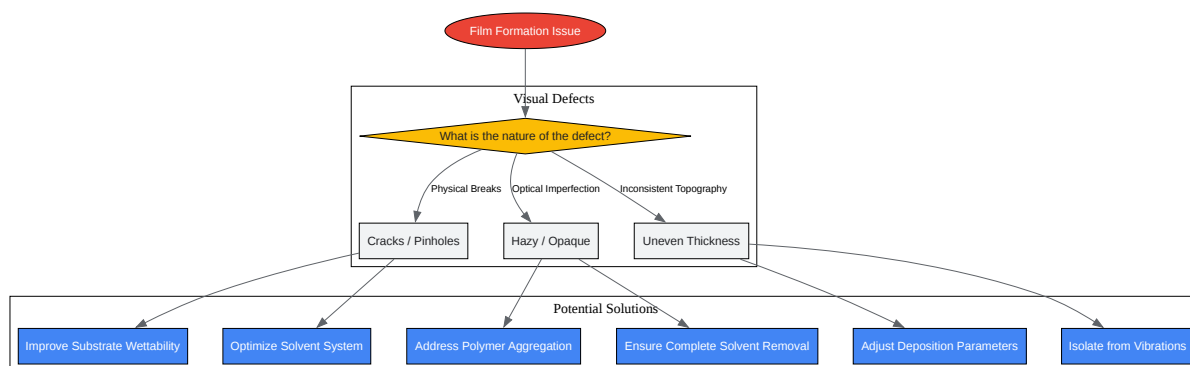 Film Formation Issue
Visual Defects
What is the nature of the defect?
Physical Breaks
Optical Imperfection
Inconsistent Topography
Cracks / Pinholes
Hazy / Opaque
Uneven Thickness
Potential Solutions
Improve Substrate Wettability
Optimize Solvent System
Address Polymer Aggregation
Ensure Complete Solvent Removal
Adjust Deposition Parameters
Isolate from Vibrations